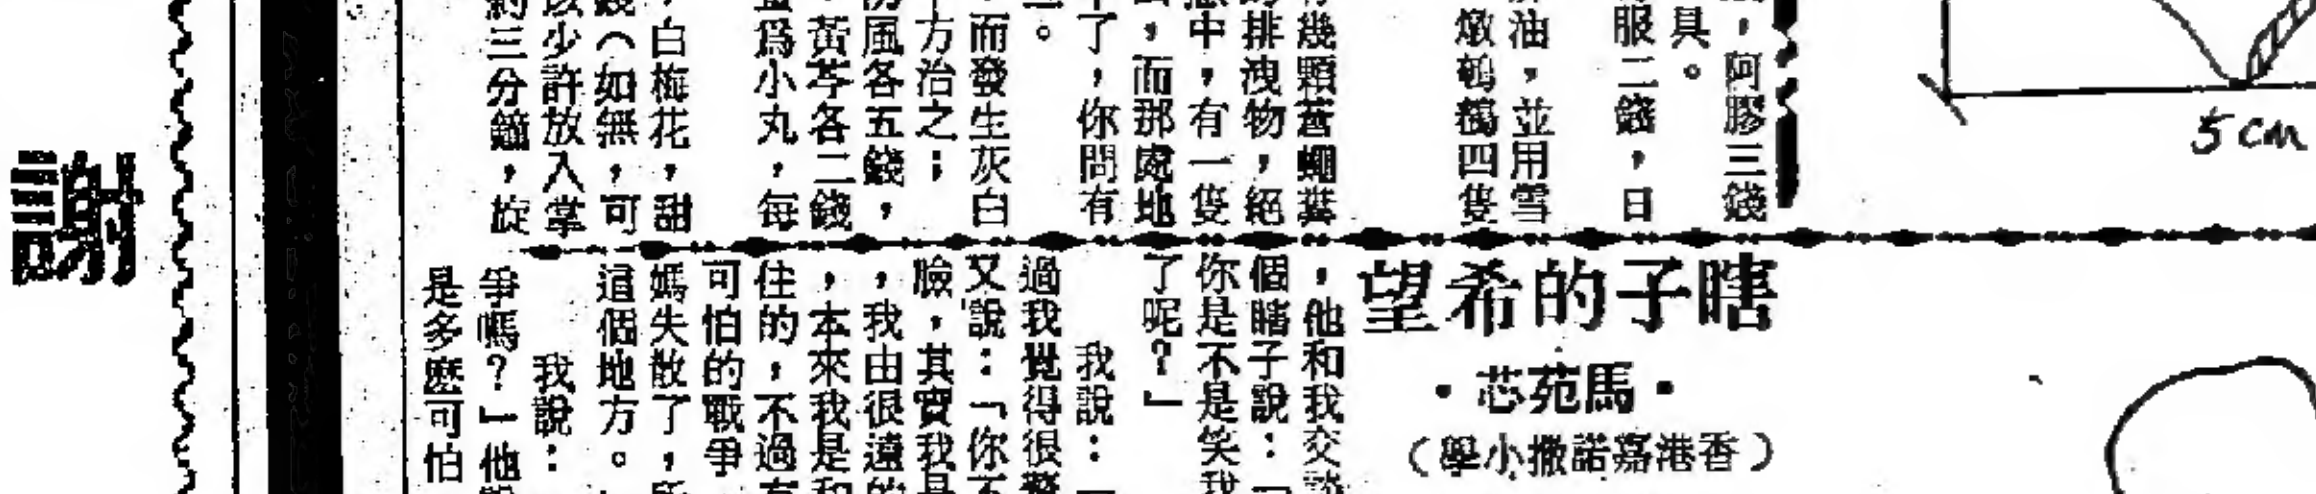 ，阿膠三錢
具。
服二錢，日
油，並用雪
燉鵪鶉四隻
幾顆蒼蠅糞
排洩物，絕
中，有一隻
，而那處地
了，你問有
。
而發生灰白
方治之；
風各五錢，
黃芩各二錢
為小丸，每
，白梅花，甜
錢（如無，可
少許放入掌
三分鐘，旋
瞎子的希望
·馬苑芯·
（香港嘉諾撒小學）
，他和我交談
個瞎子說：「
你是不是笑我
了呢？」
我說：「
過我覺得很
又說：「你不
臉，其實我是
，我由很遠的
，本來我是和
住的，不過有
可怕的戰爭
媽失散了，所
這個地方。
我說：
爭嗎？」他說
是多麼可怕
謝
5cm